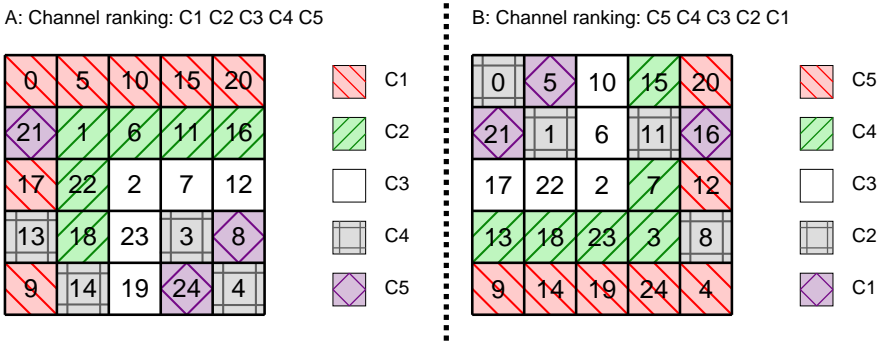 A: Channel ranking: C1 C2 C3 C4 C5
0 5 10 15 20
C1
21 1 6 11 16
C2
17 22 2 7 12
C3
13 18 23 3 8
C4
9 14 19 24 4
C5
B: Channel ranking: C5 C4 C3 C2 C1
0 5 10 15 20
C5
21 1 6 11 16
C4
17 22 2 7 12
C3
13 18 23 3 8
C2
9 14 19 24 4
C1